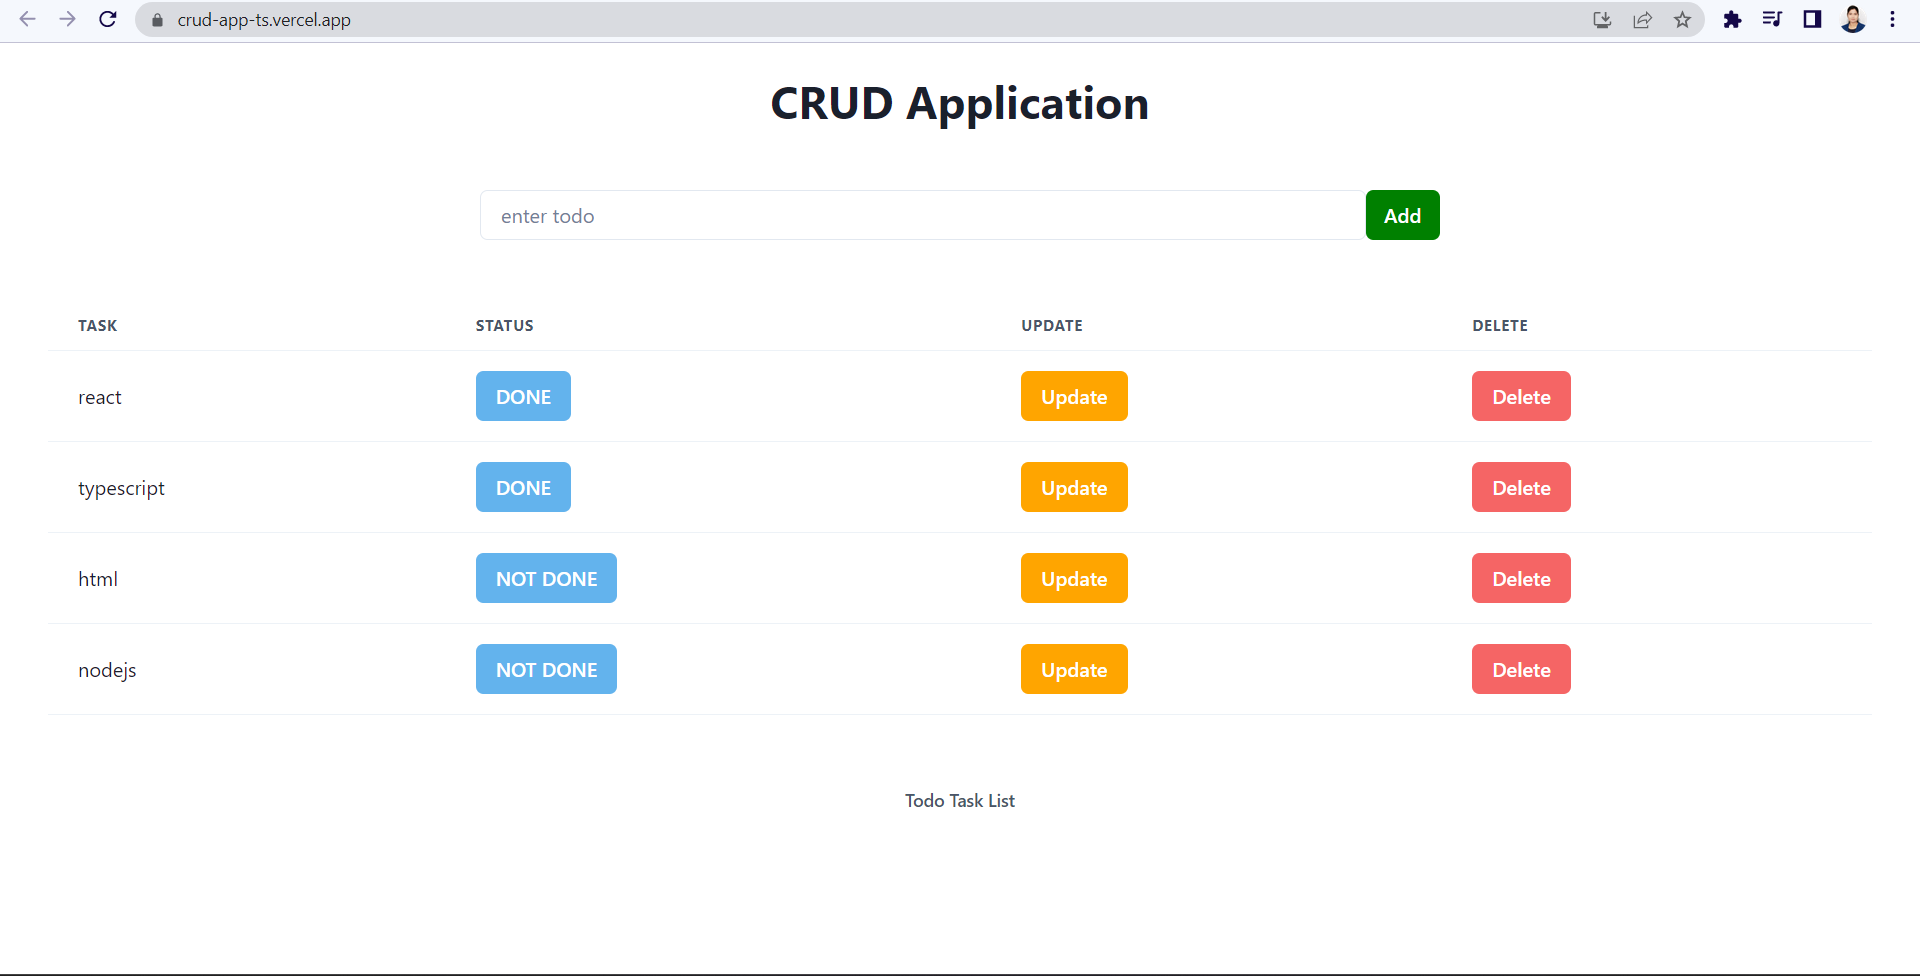 crud-app-ts.vercel.app
CRUD Application
enter todo Add
TASK STATUS UPDATE DELETE
react DONE Update Delete
typescript DONE Update Delete
html NOT DONE Update Delete
nodejs NOT DONE Update Delete
Todo Task List